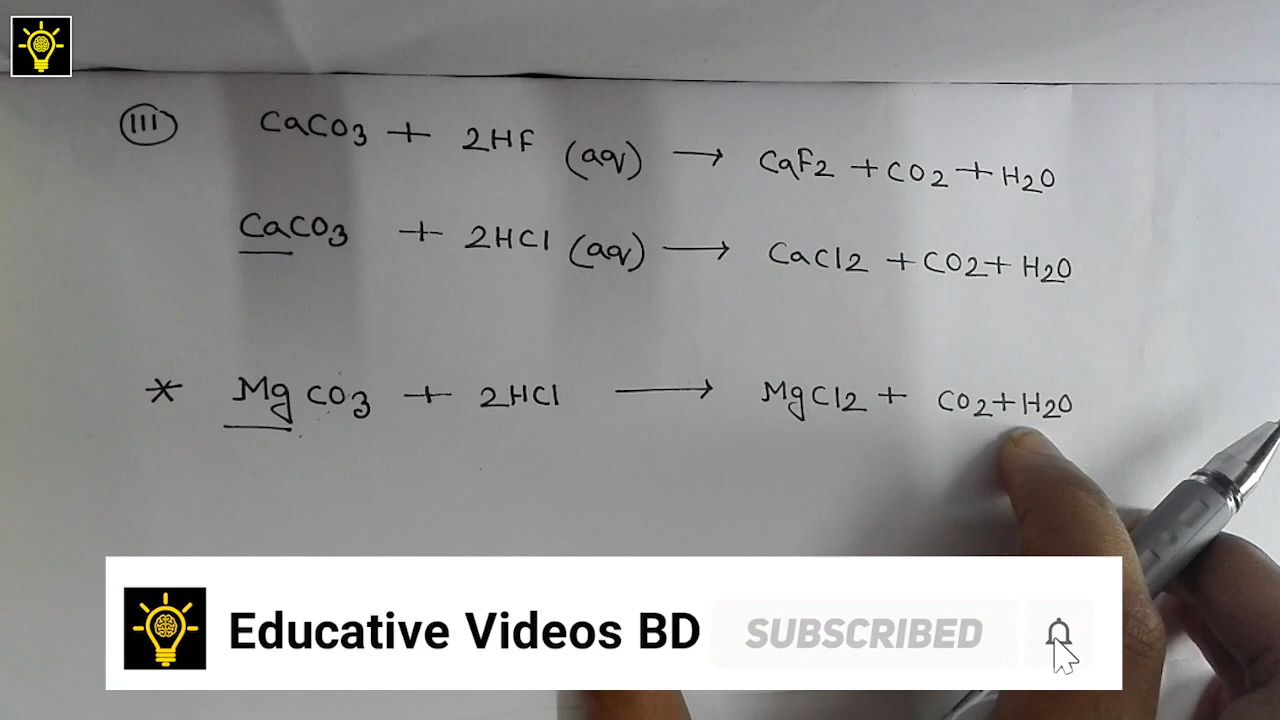 III CaCO3 + 2HF (aq) → CaF2 + CO2 + H2O
CaCO3 + 2HCl (aq) → CaCl2 + CO2 + H2O
* MgCO3 + 2HCl → MgCl2 + CO2 + H2O
Educative Videos BD SUBSCRIBED